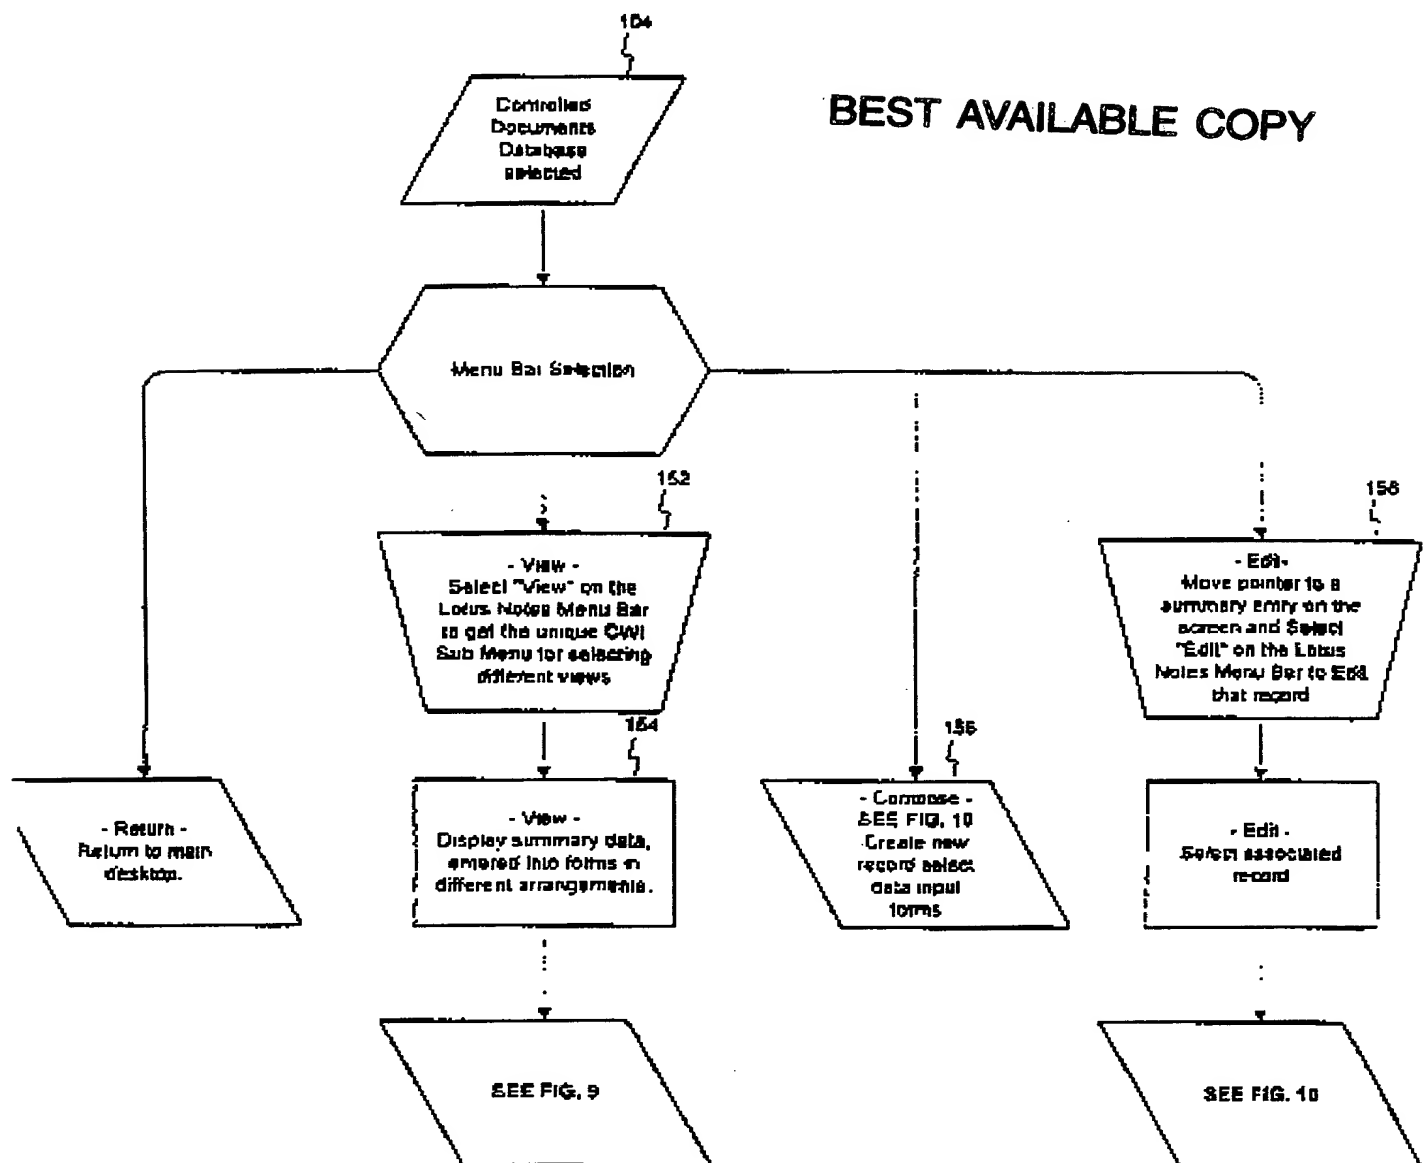 104
BEST AVAILABLE COPY
Controlled
Documents
Database
selected
Menu Bar Selection
152
- View -
Select "View" on the
Lotus Notes Menu Bar
to get the unique CWI
Sub Menu for selecting
different views
158
- Edit-
Move pointer to a
summary entry on the
screen and Select
"Edit" on the Lotus
Notes Menu Bar to Edit
that record
- Return -
Return to main
desktop.
154
- View -
Display summary data,
entered into forms in
different arrangements.
156
- Compose -
SEE FIG. 10
Create new
record select
data input
forms
- Edit -
Select associated
record
SEE FIG. 9
SEE FIG. 10